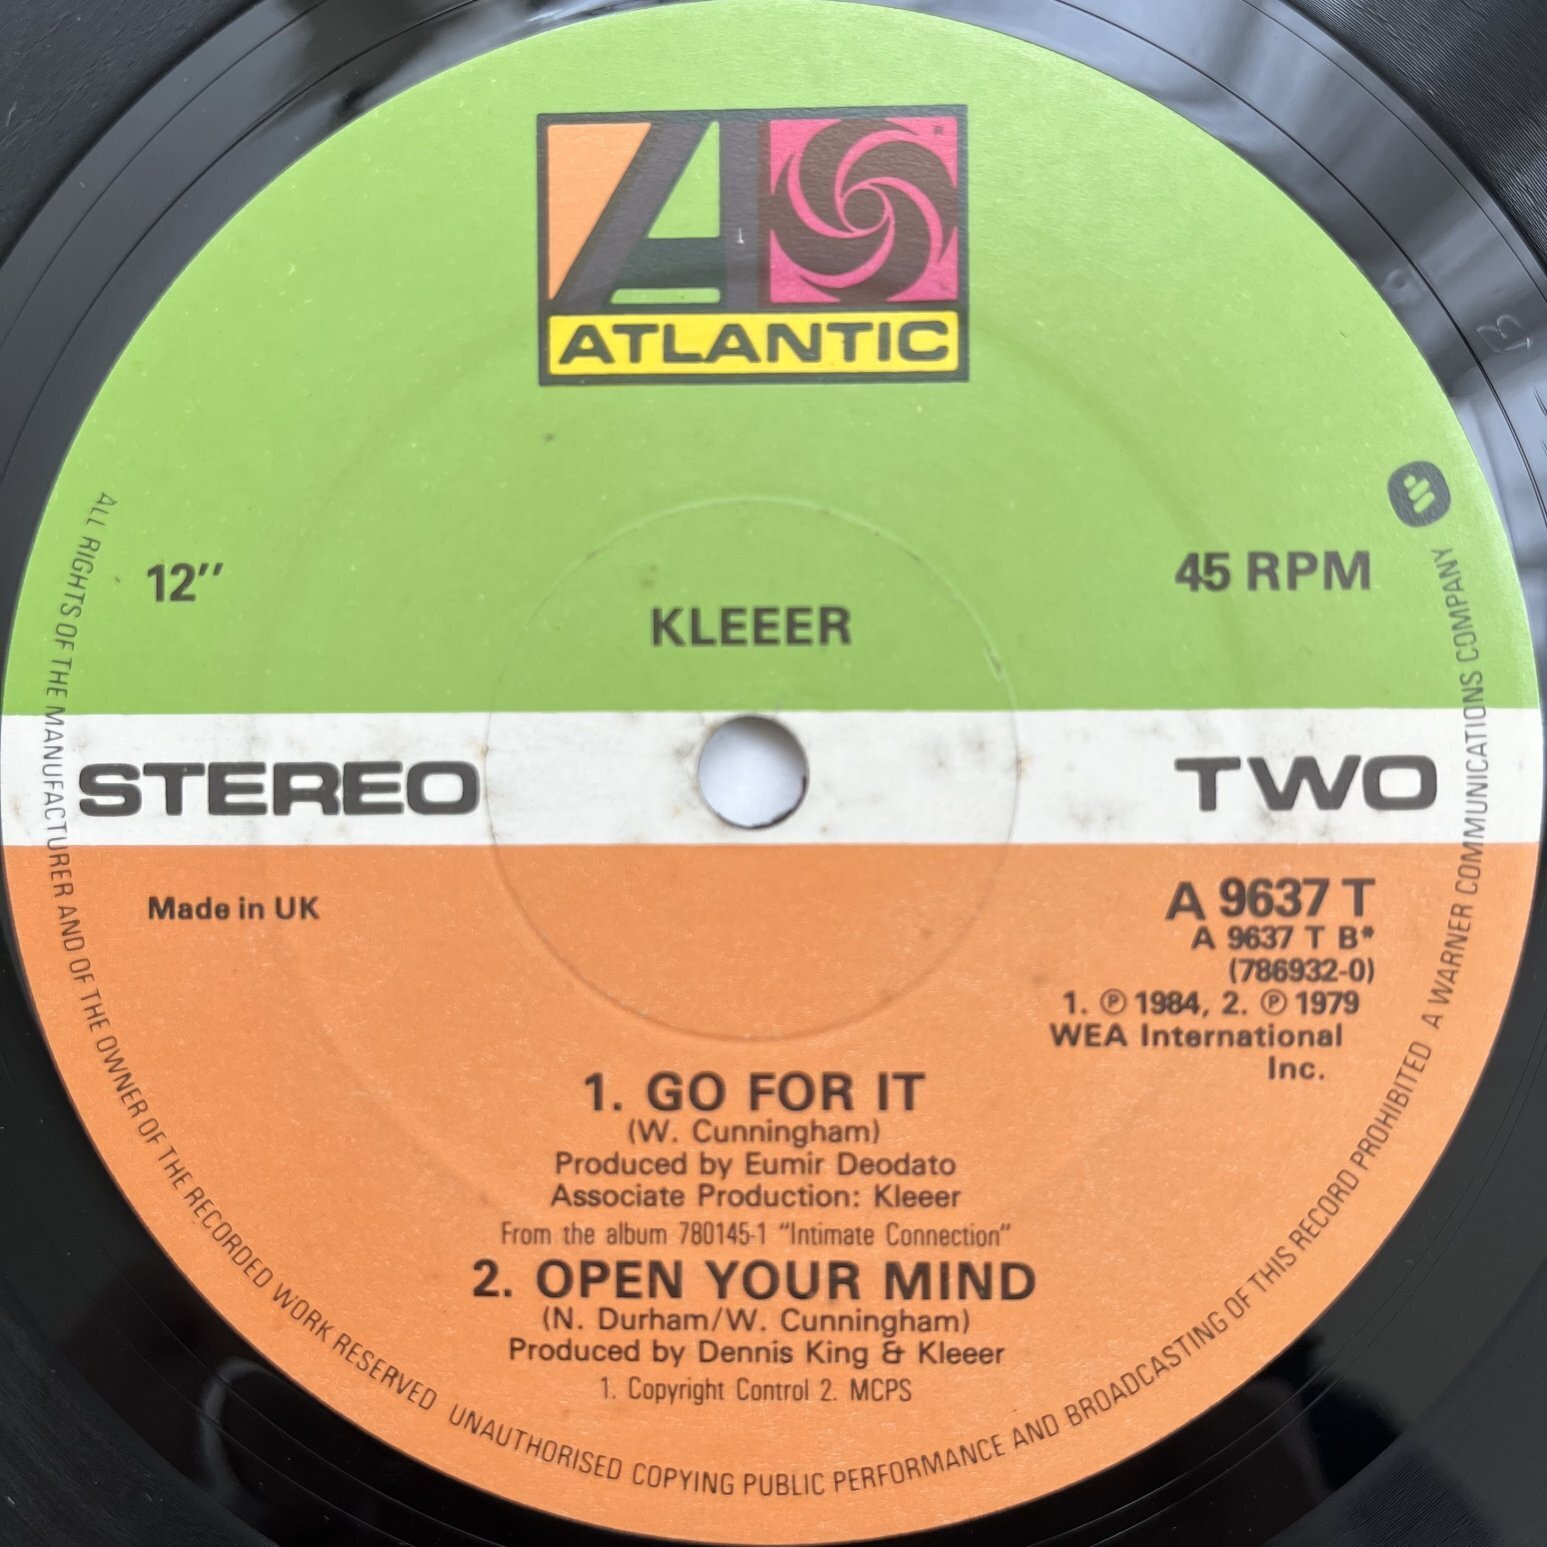 ATLANTIC
12"
45 RPM
KLEEER
STEREO
TWO
Made in UK
A 9637 T
A 9637 T B*
(786932-0)
1. ℗ 1984, 2. ℗ 1979
WEA International
Inc.
1. GO FOR IT
(W. Cunningham)
Produced by Eumir Deodato
Associate Production: Kleeer
From the album 780145-1 "Intimate Connection"
2. OPEN YOUR MIND
(N. Durham/W. Cunningham)
Produced by Dennis King & Kleeer
1. Copyright Control 2. MCPS
ALL RIGHTS OF THE MANUFACTURER AND OF THE OWNER OF THE RECORDED WORK RESERVED UNAUTHORISED COPYING PUBLIC PERFORMANCE AND BROADCASTING OF THIS RECORD PROHIBITED A WARNER COMMUNICATIONS COMPANY